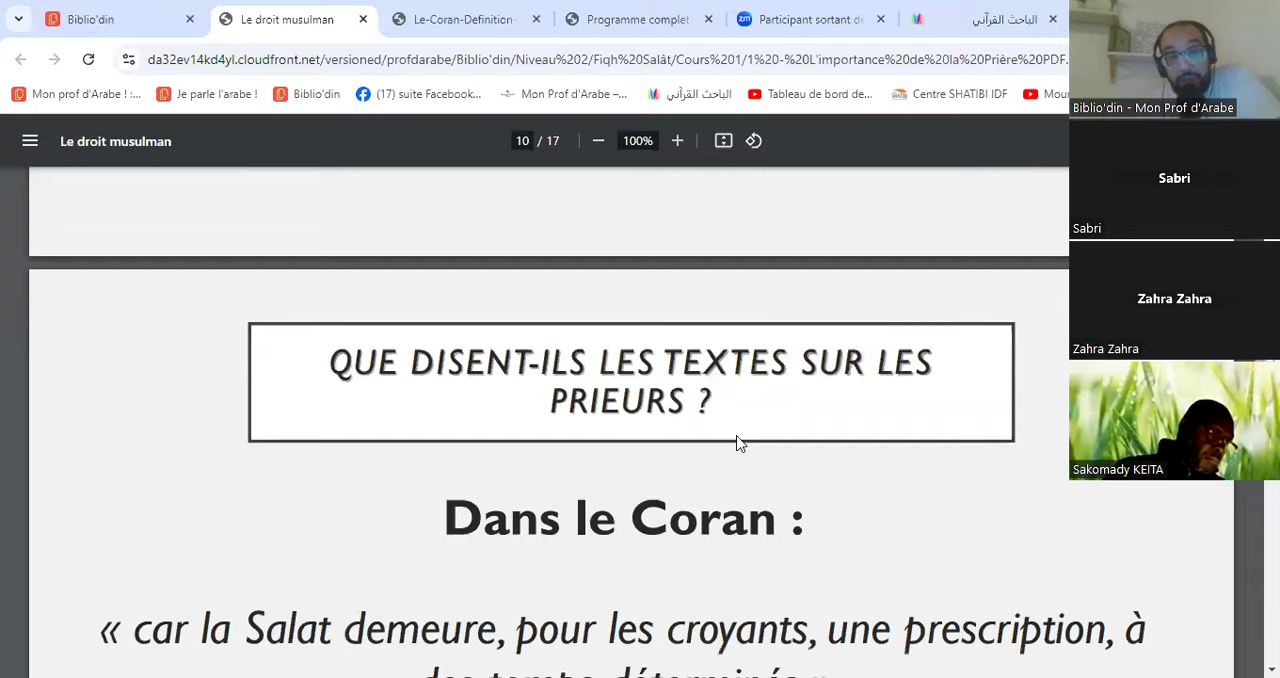 Biblio'din
Le droit musulman
Le-Coran-Definition-
Programme complet
Participant sortant de
الباحث القرآني
da32ev14kd4yl.cloudfront.net/versioned/profdarabe/Biblio'din/Niveau%202/Fiqh%20Salât/Cours%201/1%20-%20L'importance%20de%20la%20Prière%20PDF.
Mon prof d'Arabe ! :...
Je parle l'arabe !
Biblio'din
(17) suite Facebook...
Mon Prof d'Arabe –...
الباحث القرآني
Tableau de bord de...
Centre SHATIBI IDF
Mour
Le droit musulman
10 / 17
100%
QUE DISENT-ILS LES TEXTES SUR LES
PRIEURS ?
Dans le Coran :
« car la Salat demeure, pour les croyants, une prescription, à
des temps déterminés »
Biblio'din - Mon Prof d'Arabe
Sabri
Sabri
Zahra Zahra
Zahra Zahra
Sakomady KEITA